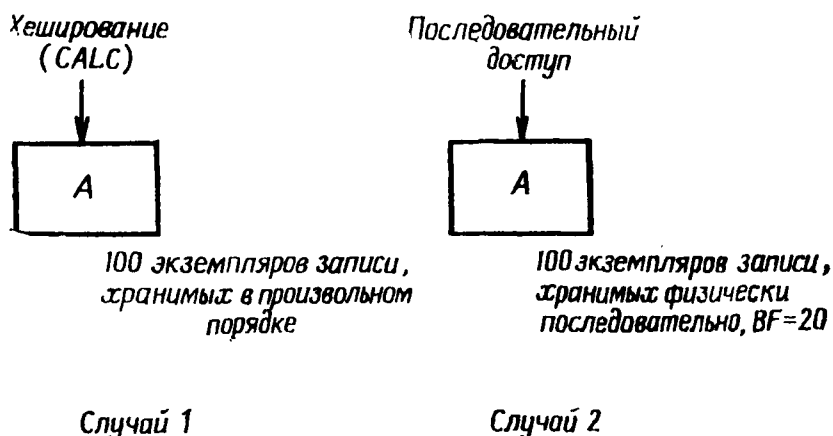 Хеширование
(CALC)
А
100 экземпляров записи,
хранимых в произвольном
порядке
Случай 1
Последовательный
доступ
А
100 экземпляров записи,
хранимых физически
последовательно, BF=20
Случай 2